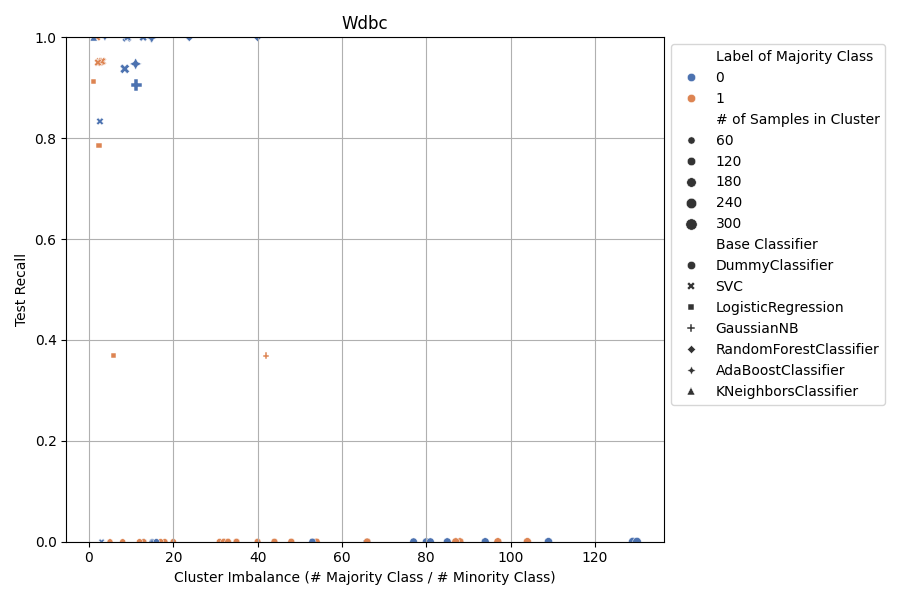 Wdbc
1.0
0.8
0.6
0.4
0.2
0.0
Test Recall
0
20
40
60
80
100
120
Cluster Imbalance (# Majority Class / # Minority Class)
Label of Majority Class
0
1
# of Samples in Cluster
60
120
180
240
300
Base Classifier
DummyClassifier
SVC
LogisticRegression
GaussianNB
RandomForestClassifier
AdaBoostClassifier
KNeighborsClassifier